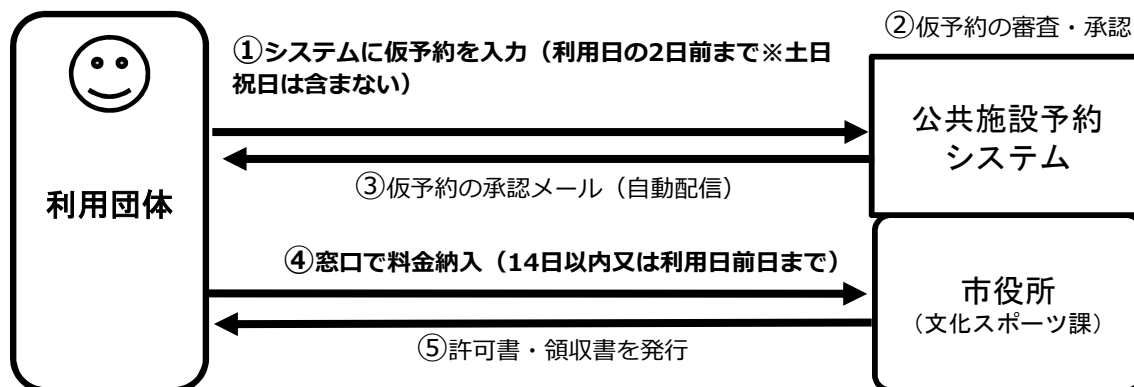 ②仮予約の審査・承認
①システムに仮予約を入力（利用日の2日前まで※土日
祝日は含まない）
公共施設予約
システム
③仮予約の承認メール（自動配信）
利用団体
④窓口で料金納入（14日以内又は利用日前日まで）
市役所
（文化スポーツ課）
⑤許可書・領収書を発行